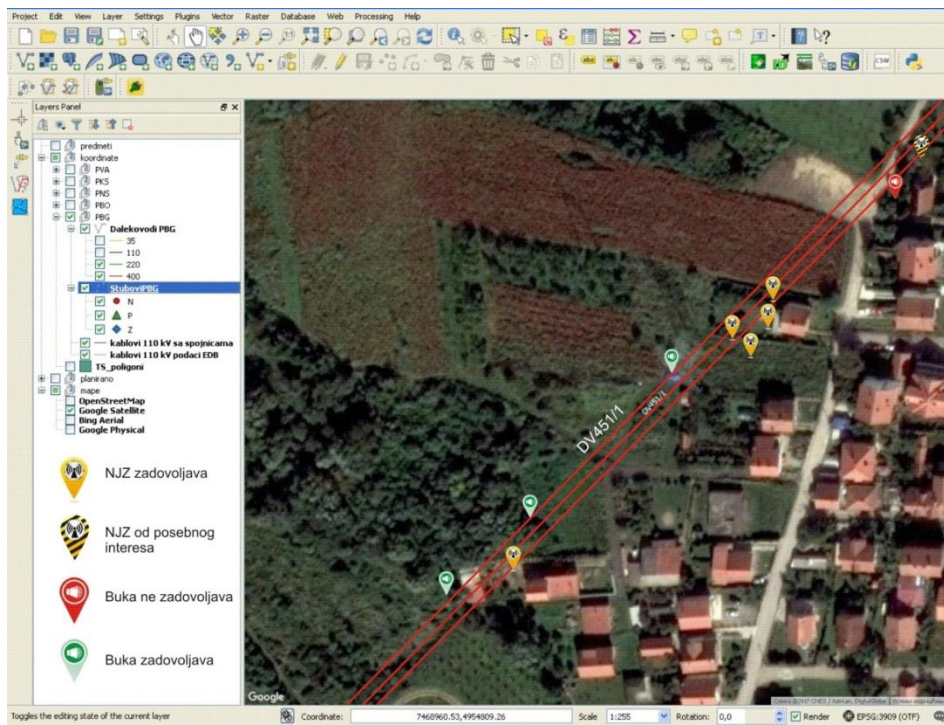 Project Edit View Layer Settings Plugins Vector Raster Database Web Processing Help
CSW
Layers Panel
predmeti
koordinate
PVA
PKS
PNS
PBO
PBG
Dalekovodi PBG
35
110
220
400
StuboviPBG
N
P
Z
kablovi 110 kV sa spojnicama
kablovi 110 kV podaci EDB
TS_poligoni
planirano
mape
OpenStreetMap
Google Satellite
Bing Aerial
Google Physical
NJZ zadovoljava
NJZ od posebnog
interesa
Buka ne zadovoljava
Buka zadovoljava
DV451/1
DV451/1
Google
Toggles the editing state of the current layer
Coordinate: 7468960.53,4954809.26
Scale 1:255
Rotation: 0,0
Render
EPSG:3909 (OTF)